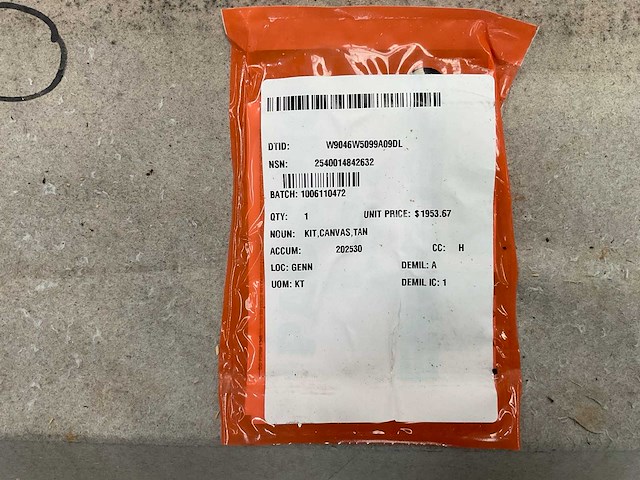 DTID: W9046W5099A09DL
NSN: 2540014842632
BATCH: 1006110472
QTY: 1 UNIT PRICE: $1953.67
NOUN: KIT,CANVAS,TAN
ACCUM: 202530 CC: H
LOC: GENN DEMIL: A
UOM: KT DEMIL IC: 1